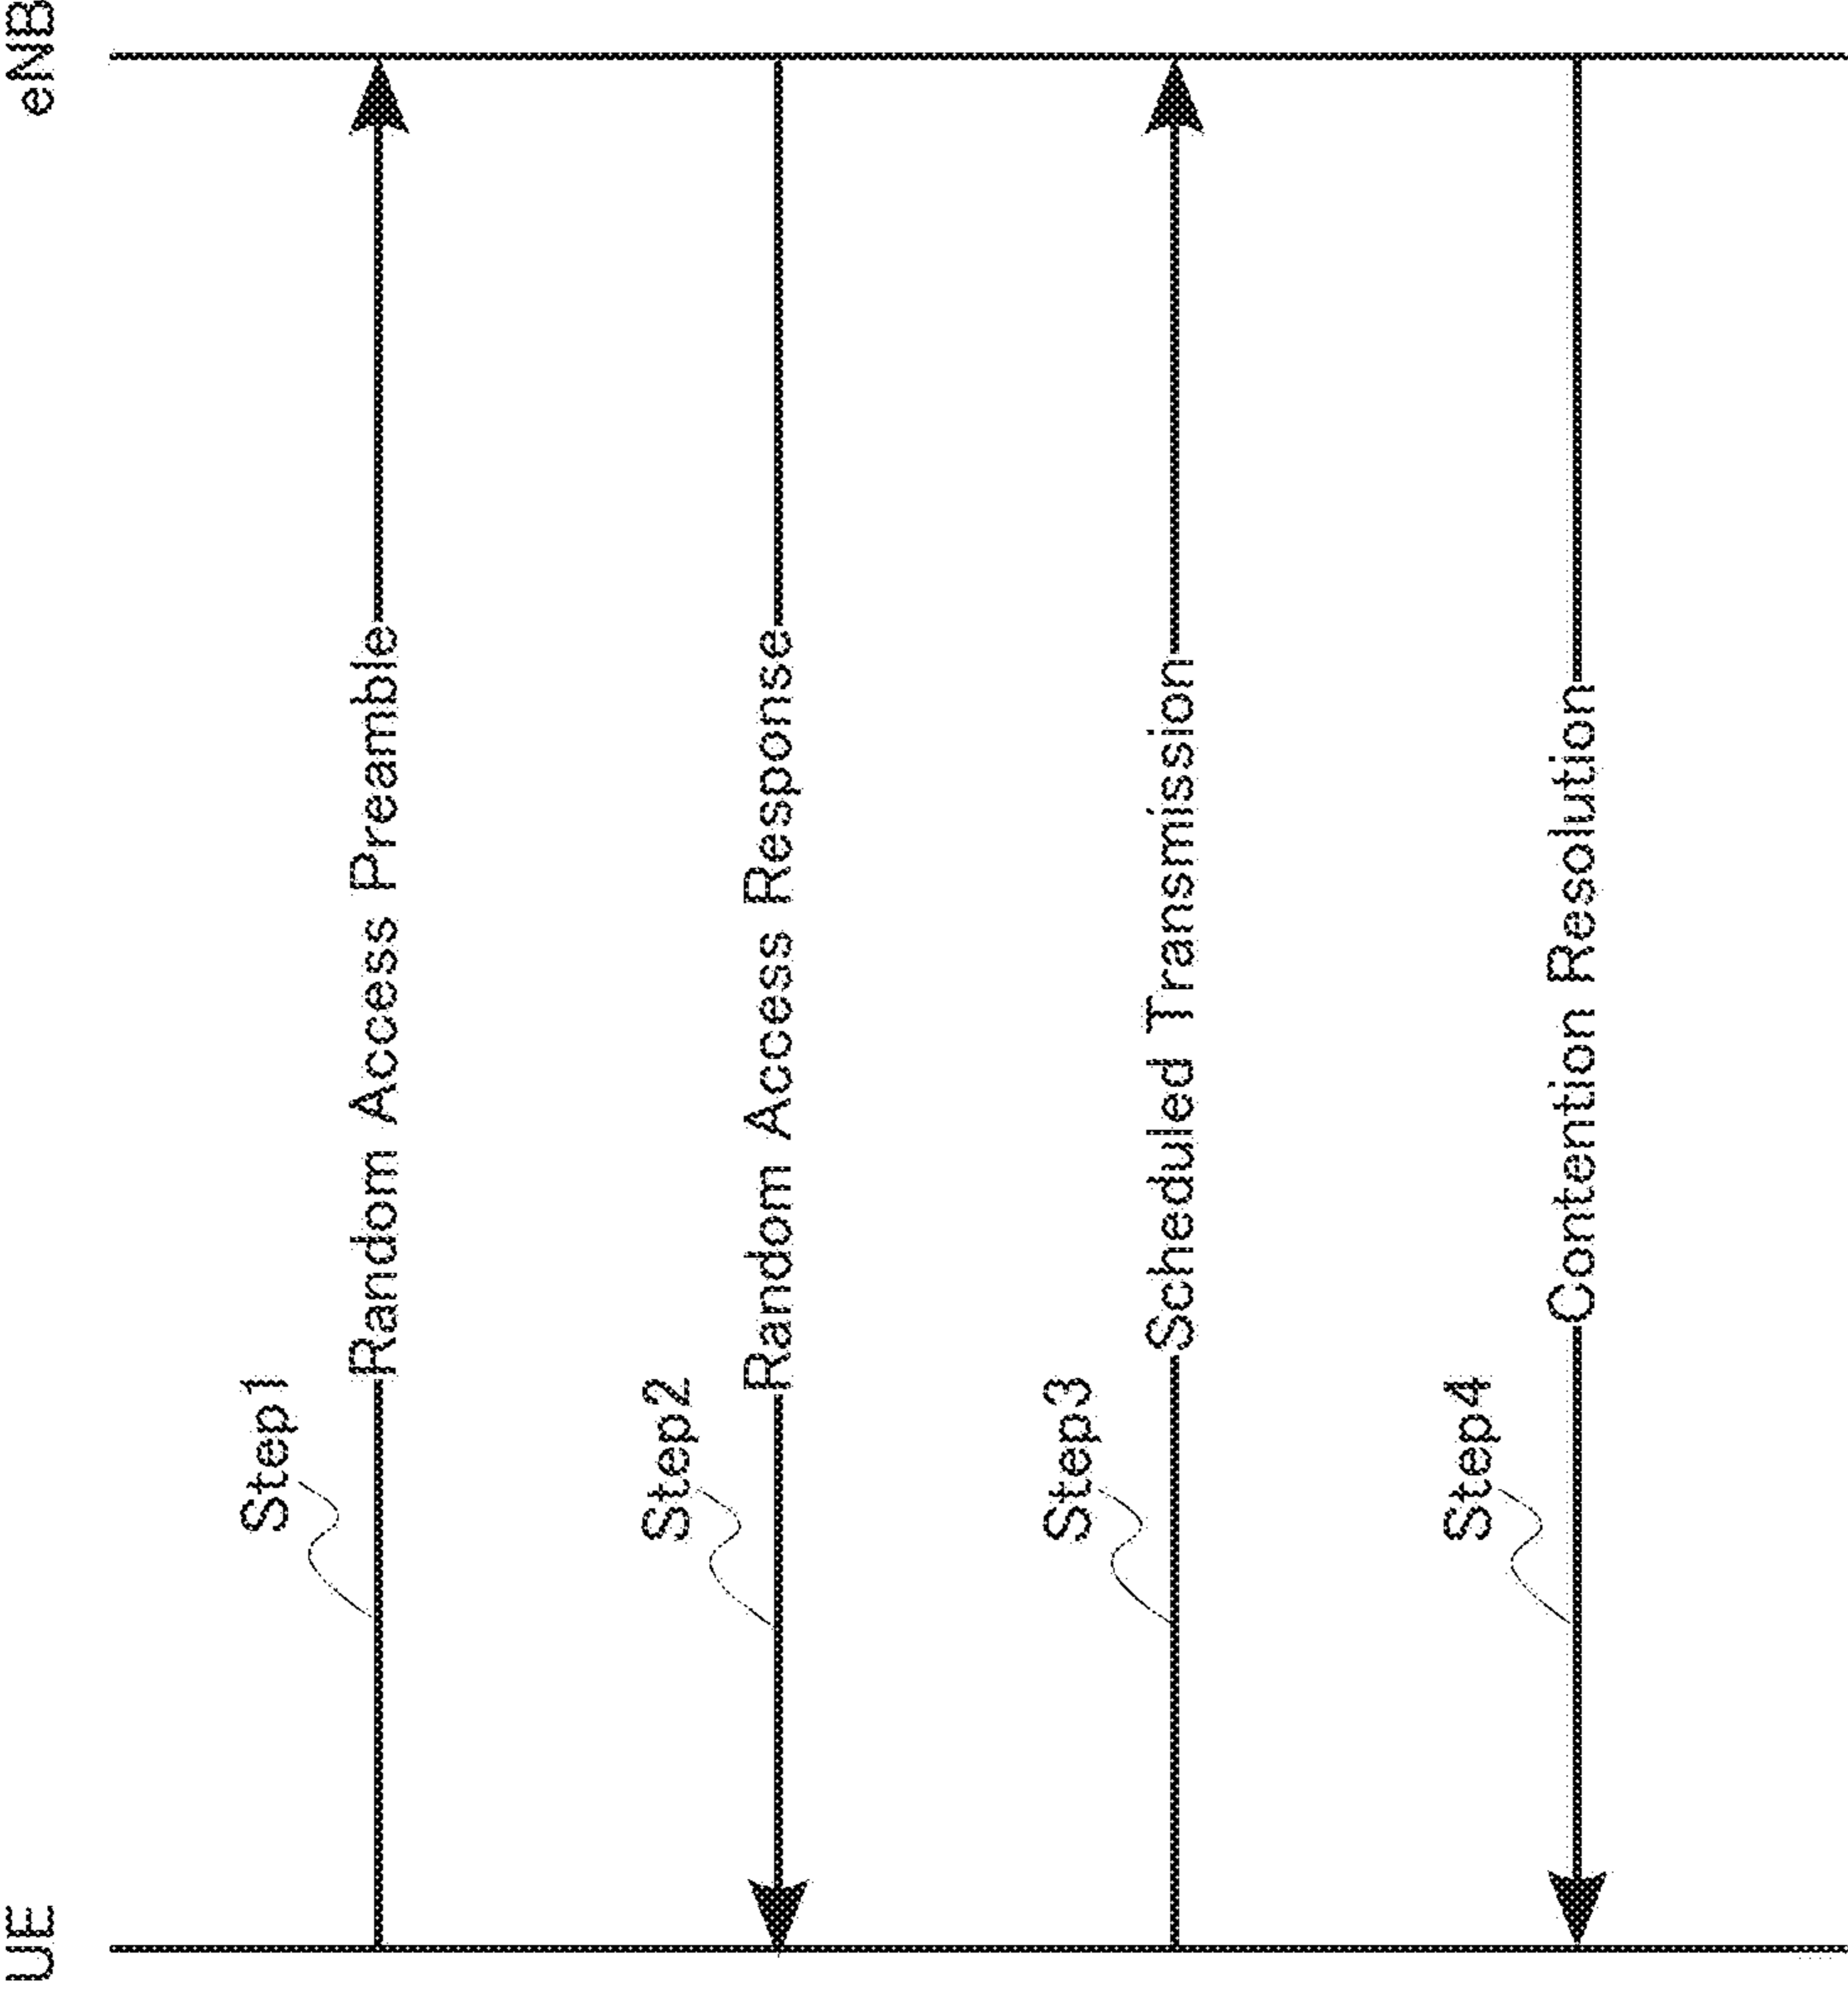 UE
eNB
Step1
Random Access Preamble
Step2
Random Access Response
Step3
Scheduled Transmission
Step4
Contention Resolution